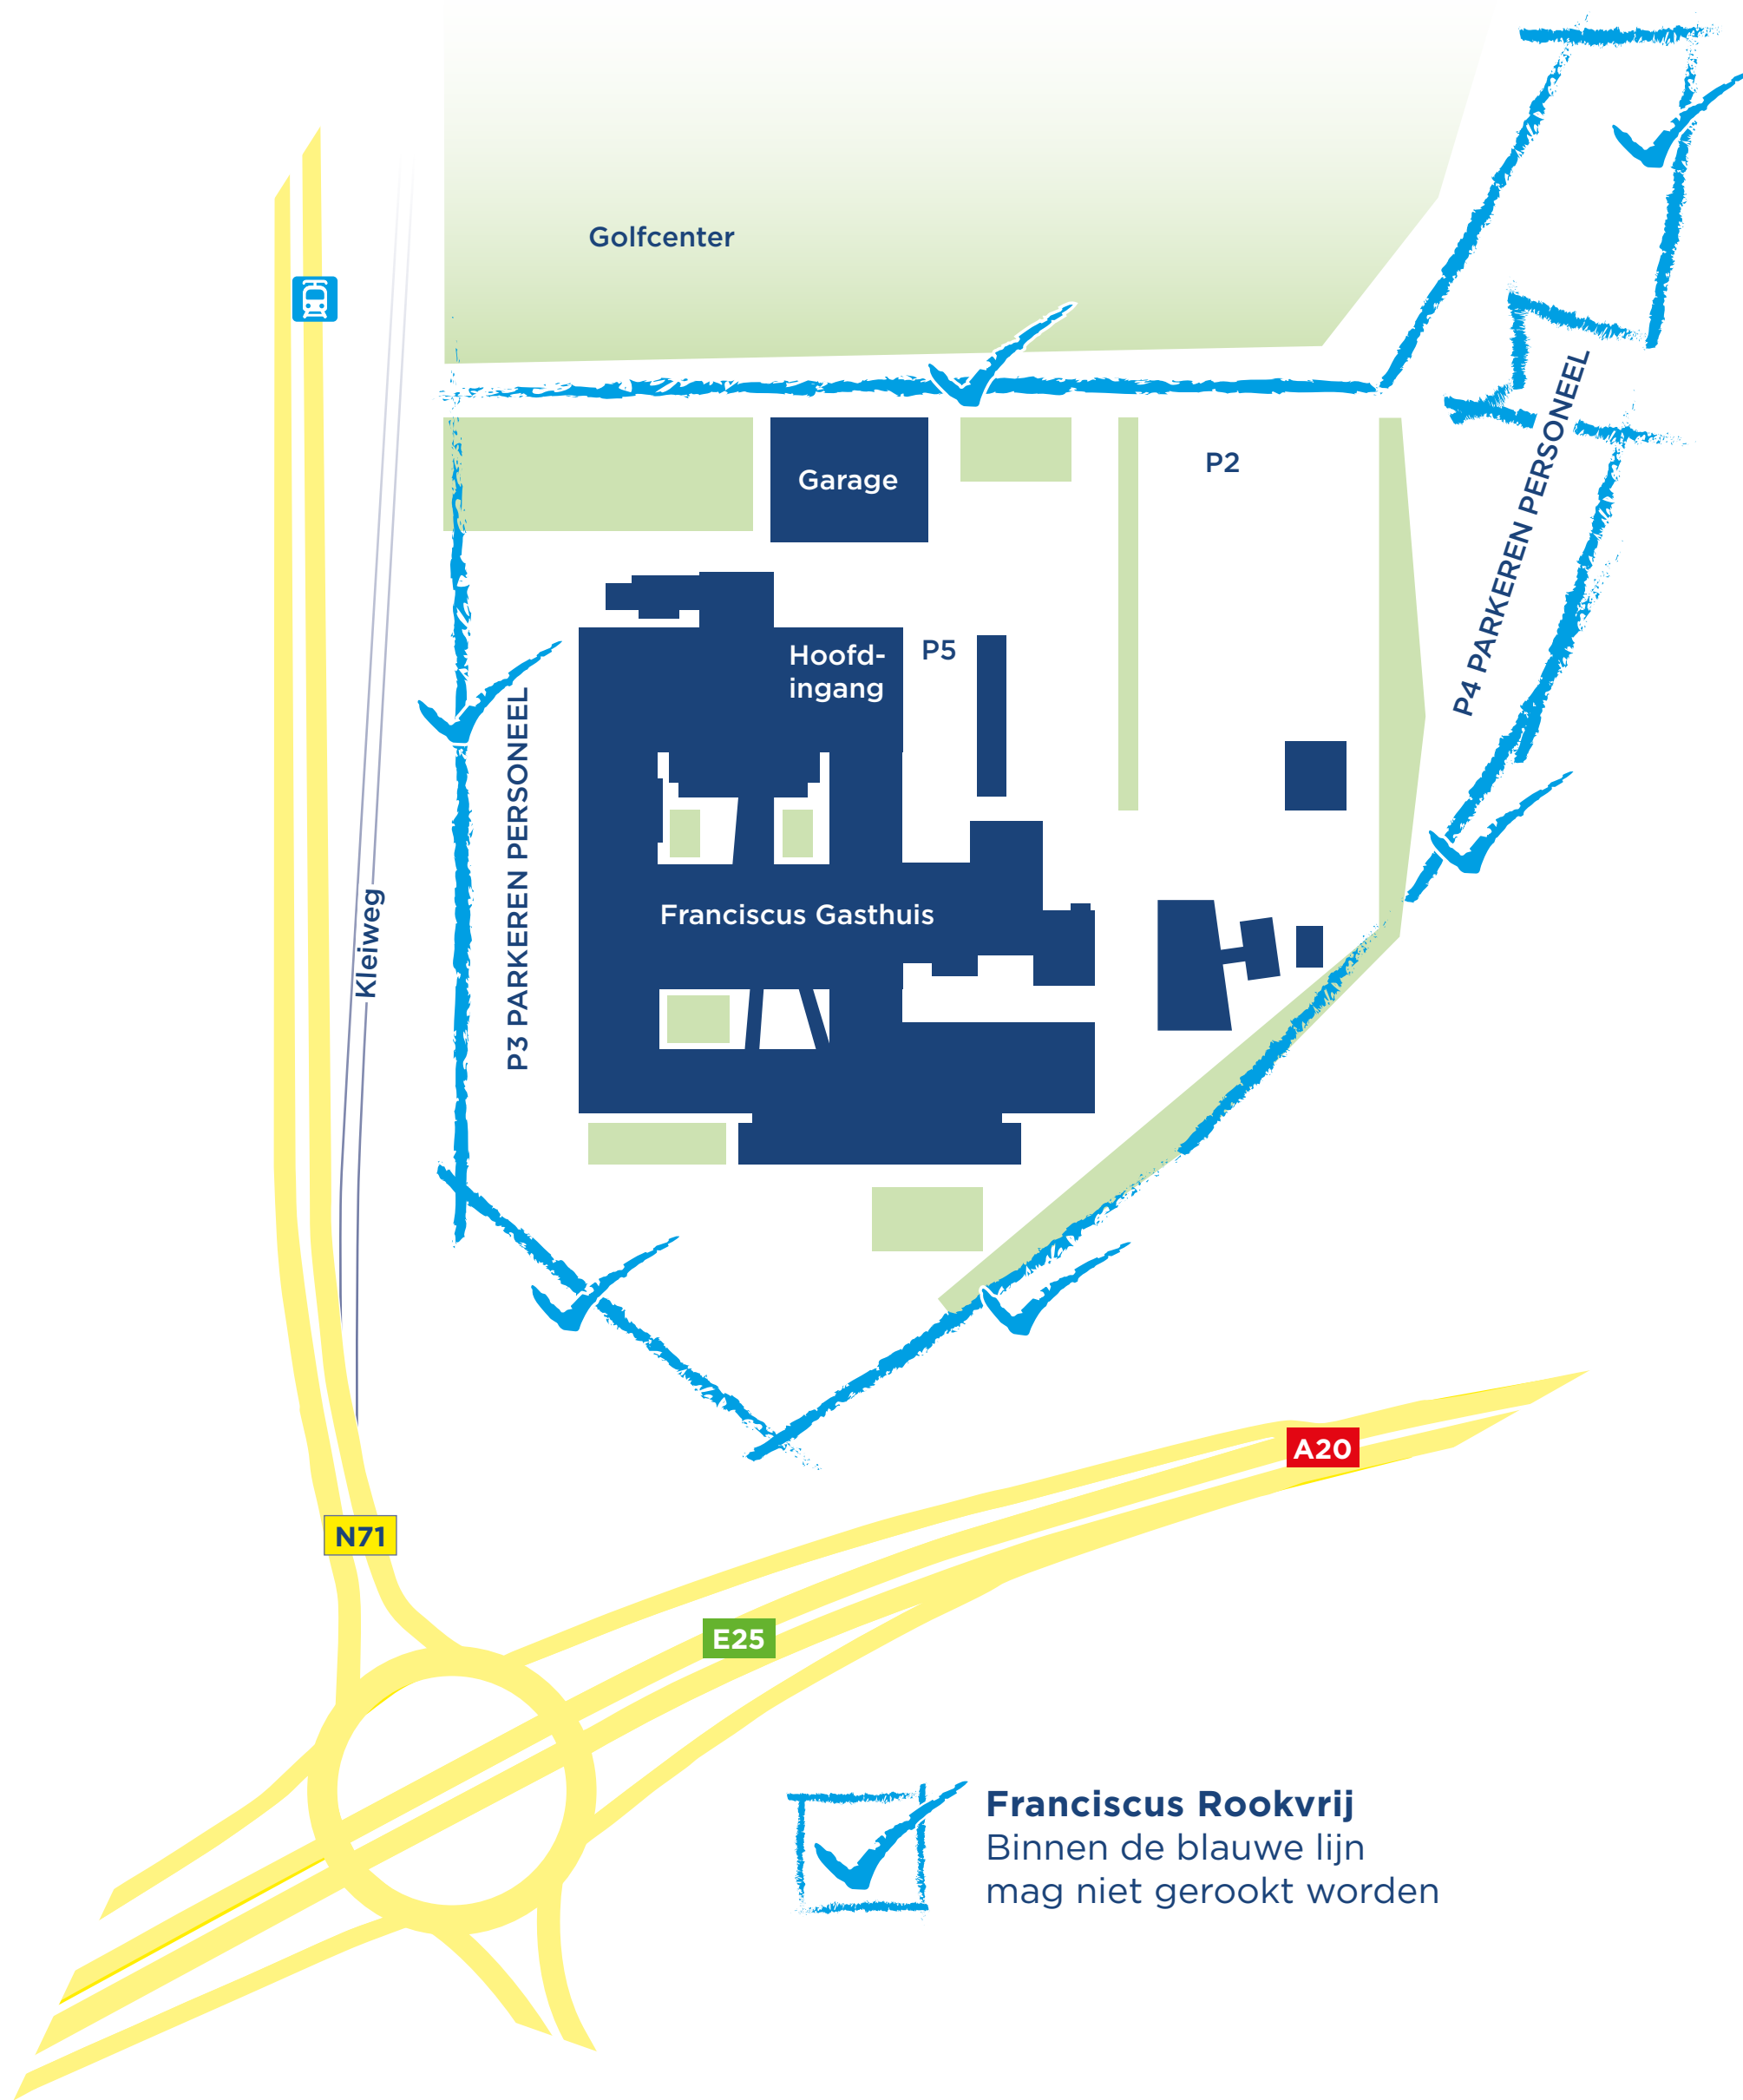 Golfcenter
Garage
P2
P4 PARKEREN PERSONEEL
Hoofd-
ingang
P5
P3 PARKEREN PERSONEEL
Kleiweg
Franciscus Gasthuis
A20
N71
E25
Franciscus Rookvrij
Binnen de blauwe lijn
mag niet gerookt worden